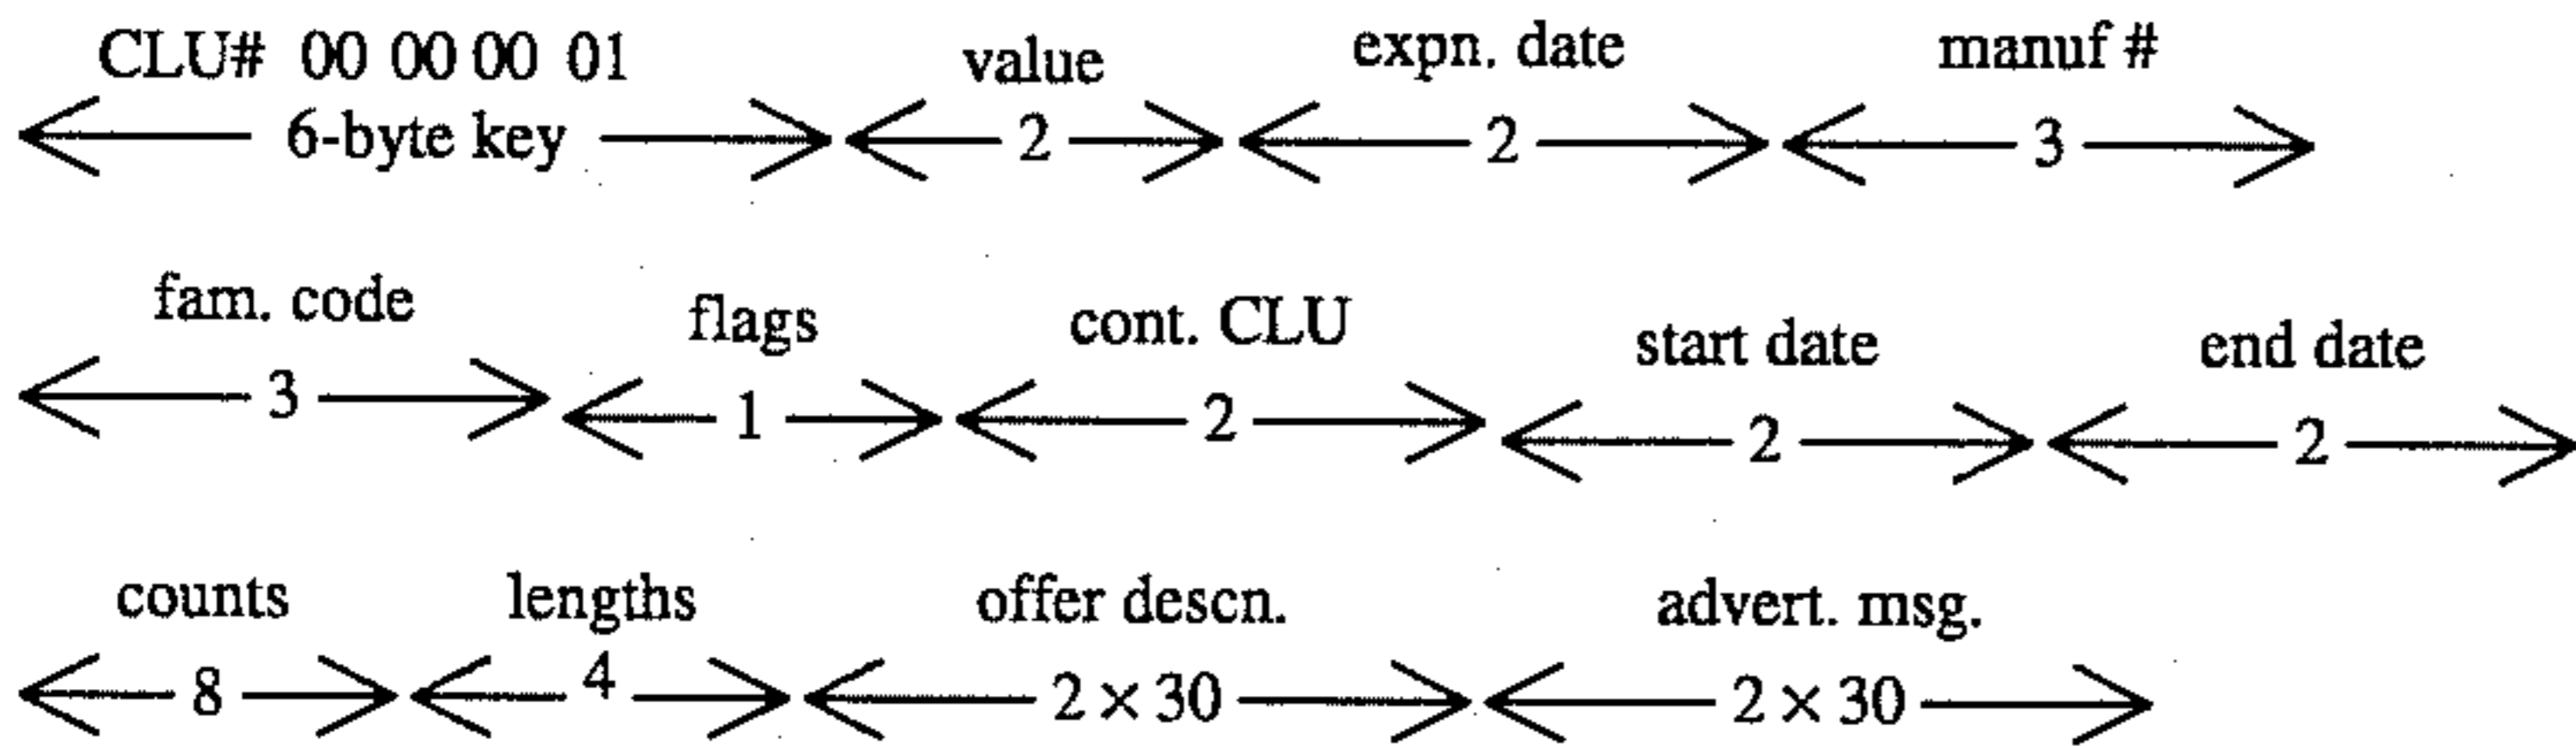 CLU# 00 00 00 01 value expn. date manuf #
6-byte key 2 2 3
fam. code flags cont. CLU start date end date
3 1 2 2 2
counts lengths offer descn. advert. msg.
8 4 2 × 30 2 × 30